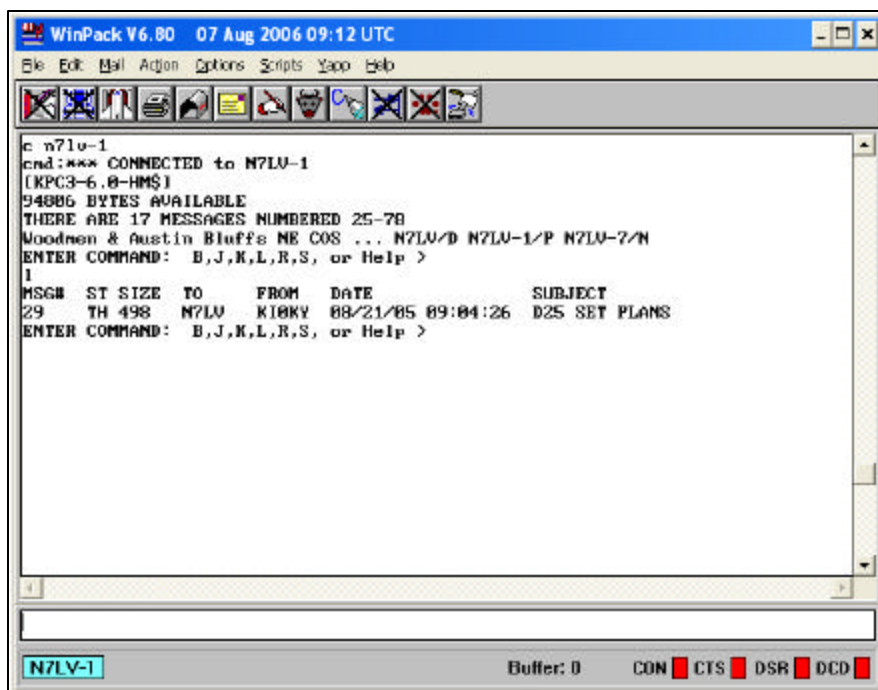 WinPack V6.80 07 Aug 2006 09:12 UTC
File Edit Mail Action Options Scripts Yapp Help
c n7lv-1
cmd:*** CONNECTED to N7LV-1
[KPC3-6.0-HM$]
94806 BYTES AVAILABLE
THERE ARE 17 MESSAGES NUMBERED 25-78
Woodmen & Austin Bluffs NE COS ... N7LV/D N7LV-1/P N7LV-7/N
ENTER COMMAND: B,J,K,L,R,S, or Help >
l
MSG# ST SIZE TO FROM DATE SUBJECT
29 TH 498 N7LV KI0KY 08/21/05 09:04:26 D25 SET PLANS
ENTER COMMAND: B,J,K,L,R,S, or Help >
N7LV-1 Buffer: 0 CON CTS DSR DCD